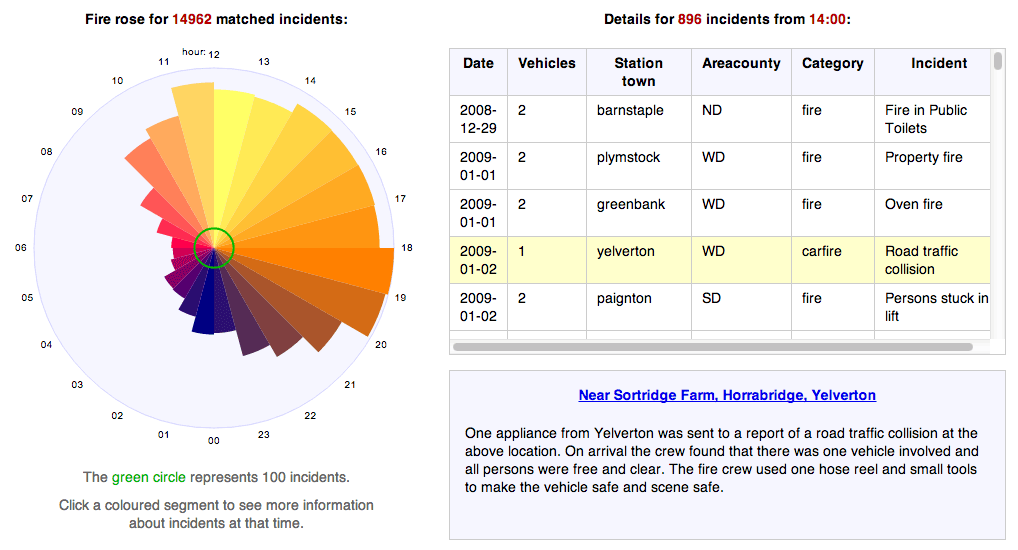 Fire rose for 14962 matched incidents:
hour: 12
13
14
15
16
17
18
19
20
21
22
23
00
01
02
03
04
05
06
07
08
09
10
11
The green circle represents 100 incidents.
Click a coloured segment to see more information
about incidents at that time.
Details for 896 incidents from 14:00:
Date Vehicles Station town Areacounty Category Incident
2008-12-29 2 barnstaple ND fire Fire in Public Toilets
2009-01-01 2 plymstock WD fire Property fire
2009-01-01 2 greenbank WD fire Oven fire
2009-01-02 1 yelverton WD carfire Road traffic collision
2009-01-02 2 paignton SD fire Persons stuck in lift
Near Sortridge Farm, Horrabridge, Yelverton
One appliance from Yelverton was sent to a report of a road traffic collision at the
above location. On arrival the crew found that there was one vehicle involved and
all persons were free and clear. The fire crew used one hose reel and small tools
to make the vehicle safe and scene safe.